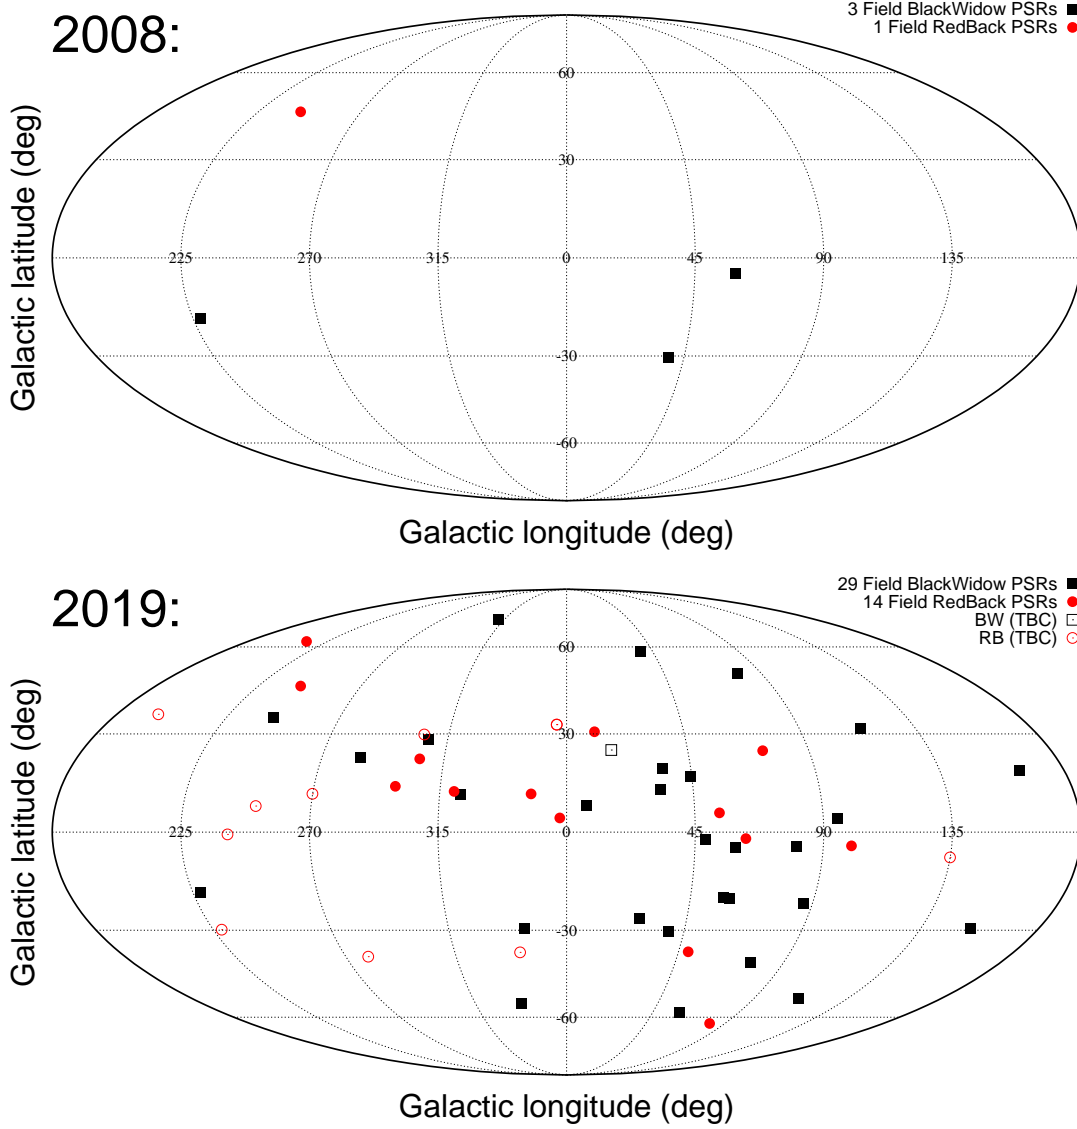 2008:
3 Field BlackWidow PSRs
1 Field RedBack PSRs
60
30
225 270 315 0 45 90 135
-30
-60
Galactic latitude (deg)
Galactic longitude (deg)
2019:
29 Field BlackWidow PSRs
14 Field RedBack PSRs
BW (TBC)
RB (TBC)
60
30
225 270 315 0 45 90 135
-30
-60
Galactic latitude (deg)
Galactic longitude (deg)